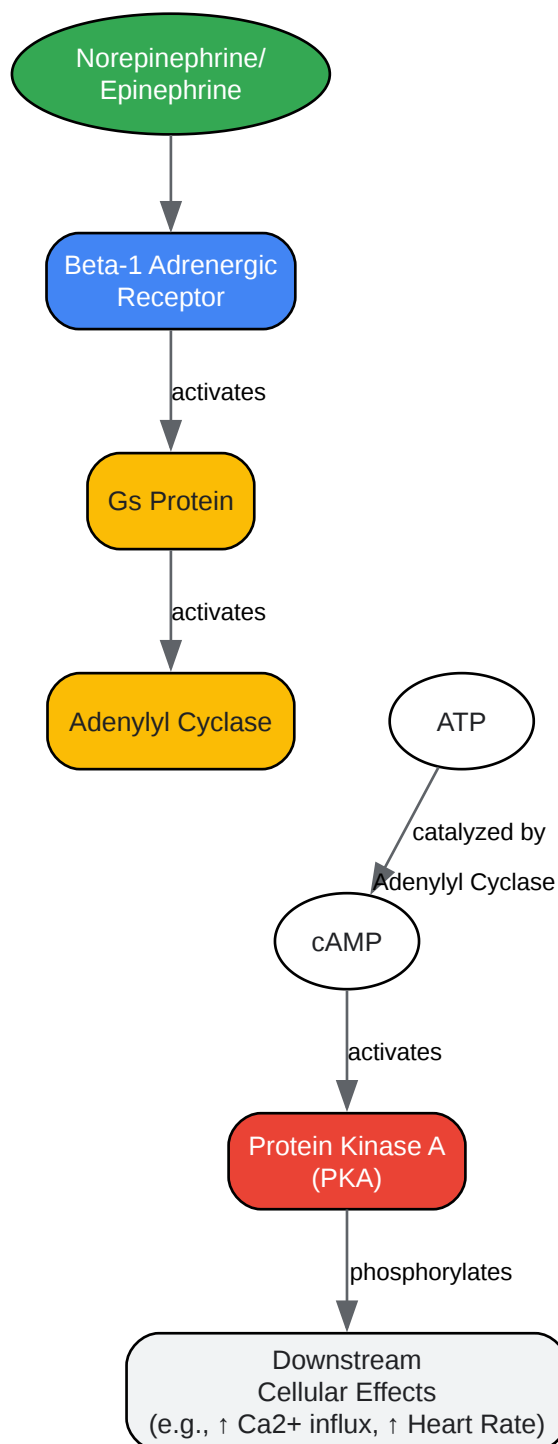 Norepinephrine/
Epinephrine
Beta-1 Adrenergic
Receptor
activates
Gs Protein
activates
Adenylyl Cyclase
ATP
catalyzed by
Adenylyl Cyclase
cAMP
activates
Protein Kinase A
(PKA)
phosphorylates
Downstream
Cellular Effects
(e.g., ↑ Ca2+ influx, ↑ Heart Rate)